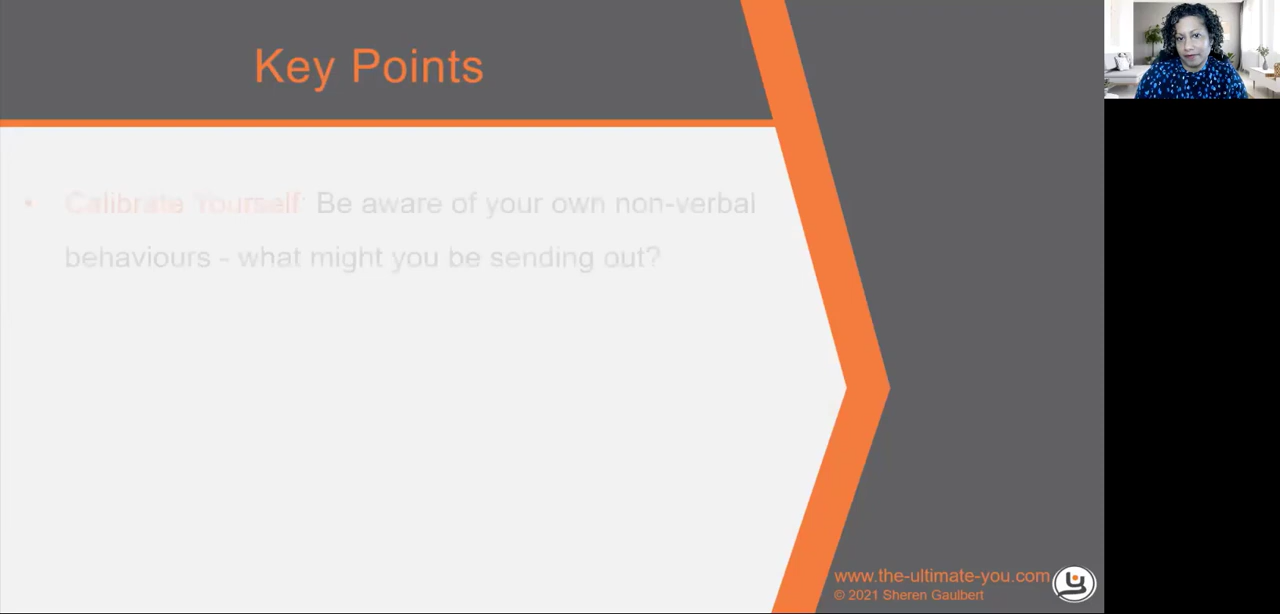 Key Points
• Calibrate Yourself: Be aware of your own non-verbal
behaviours - what might you be sending out?
www.the-ultimate-you.com
© 2021 Sheren Gaulbert